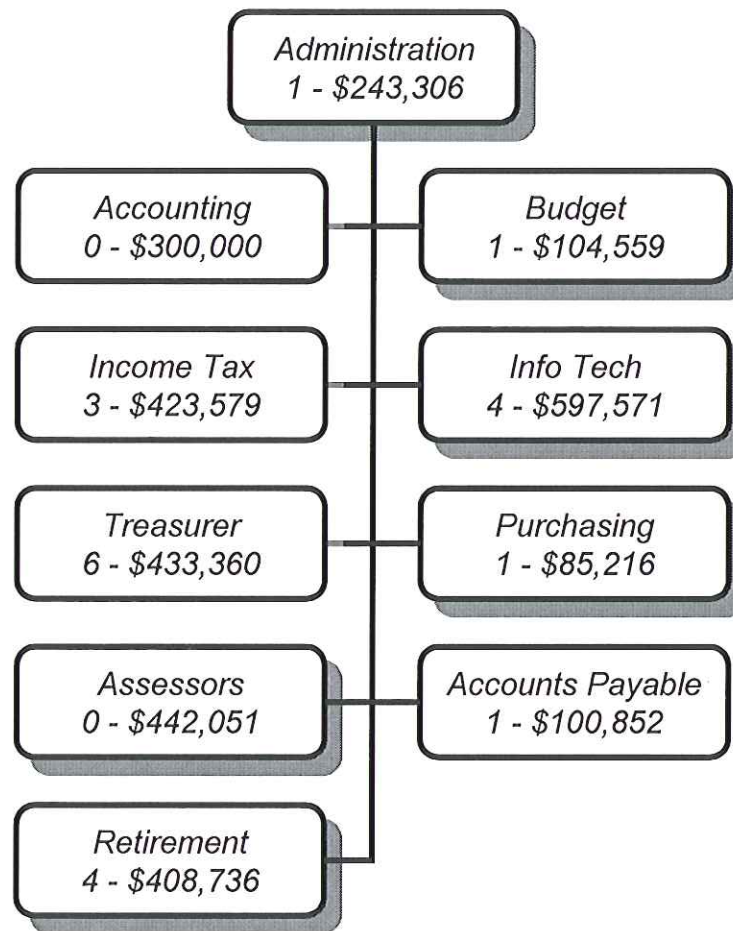 Administration
1 - $243,306
Accounting
0 - $300,000
Budget
1 - $104,559
Income Tax
3 - $423,579
Info Tech
4 - $597,571
Treasurer
6 - $433,360
Purchasing
1 - $85,216
Assessors
0 - $442,051
Accounts Payable
1 - $100,852
Retirement
4 - $408,736